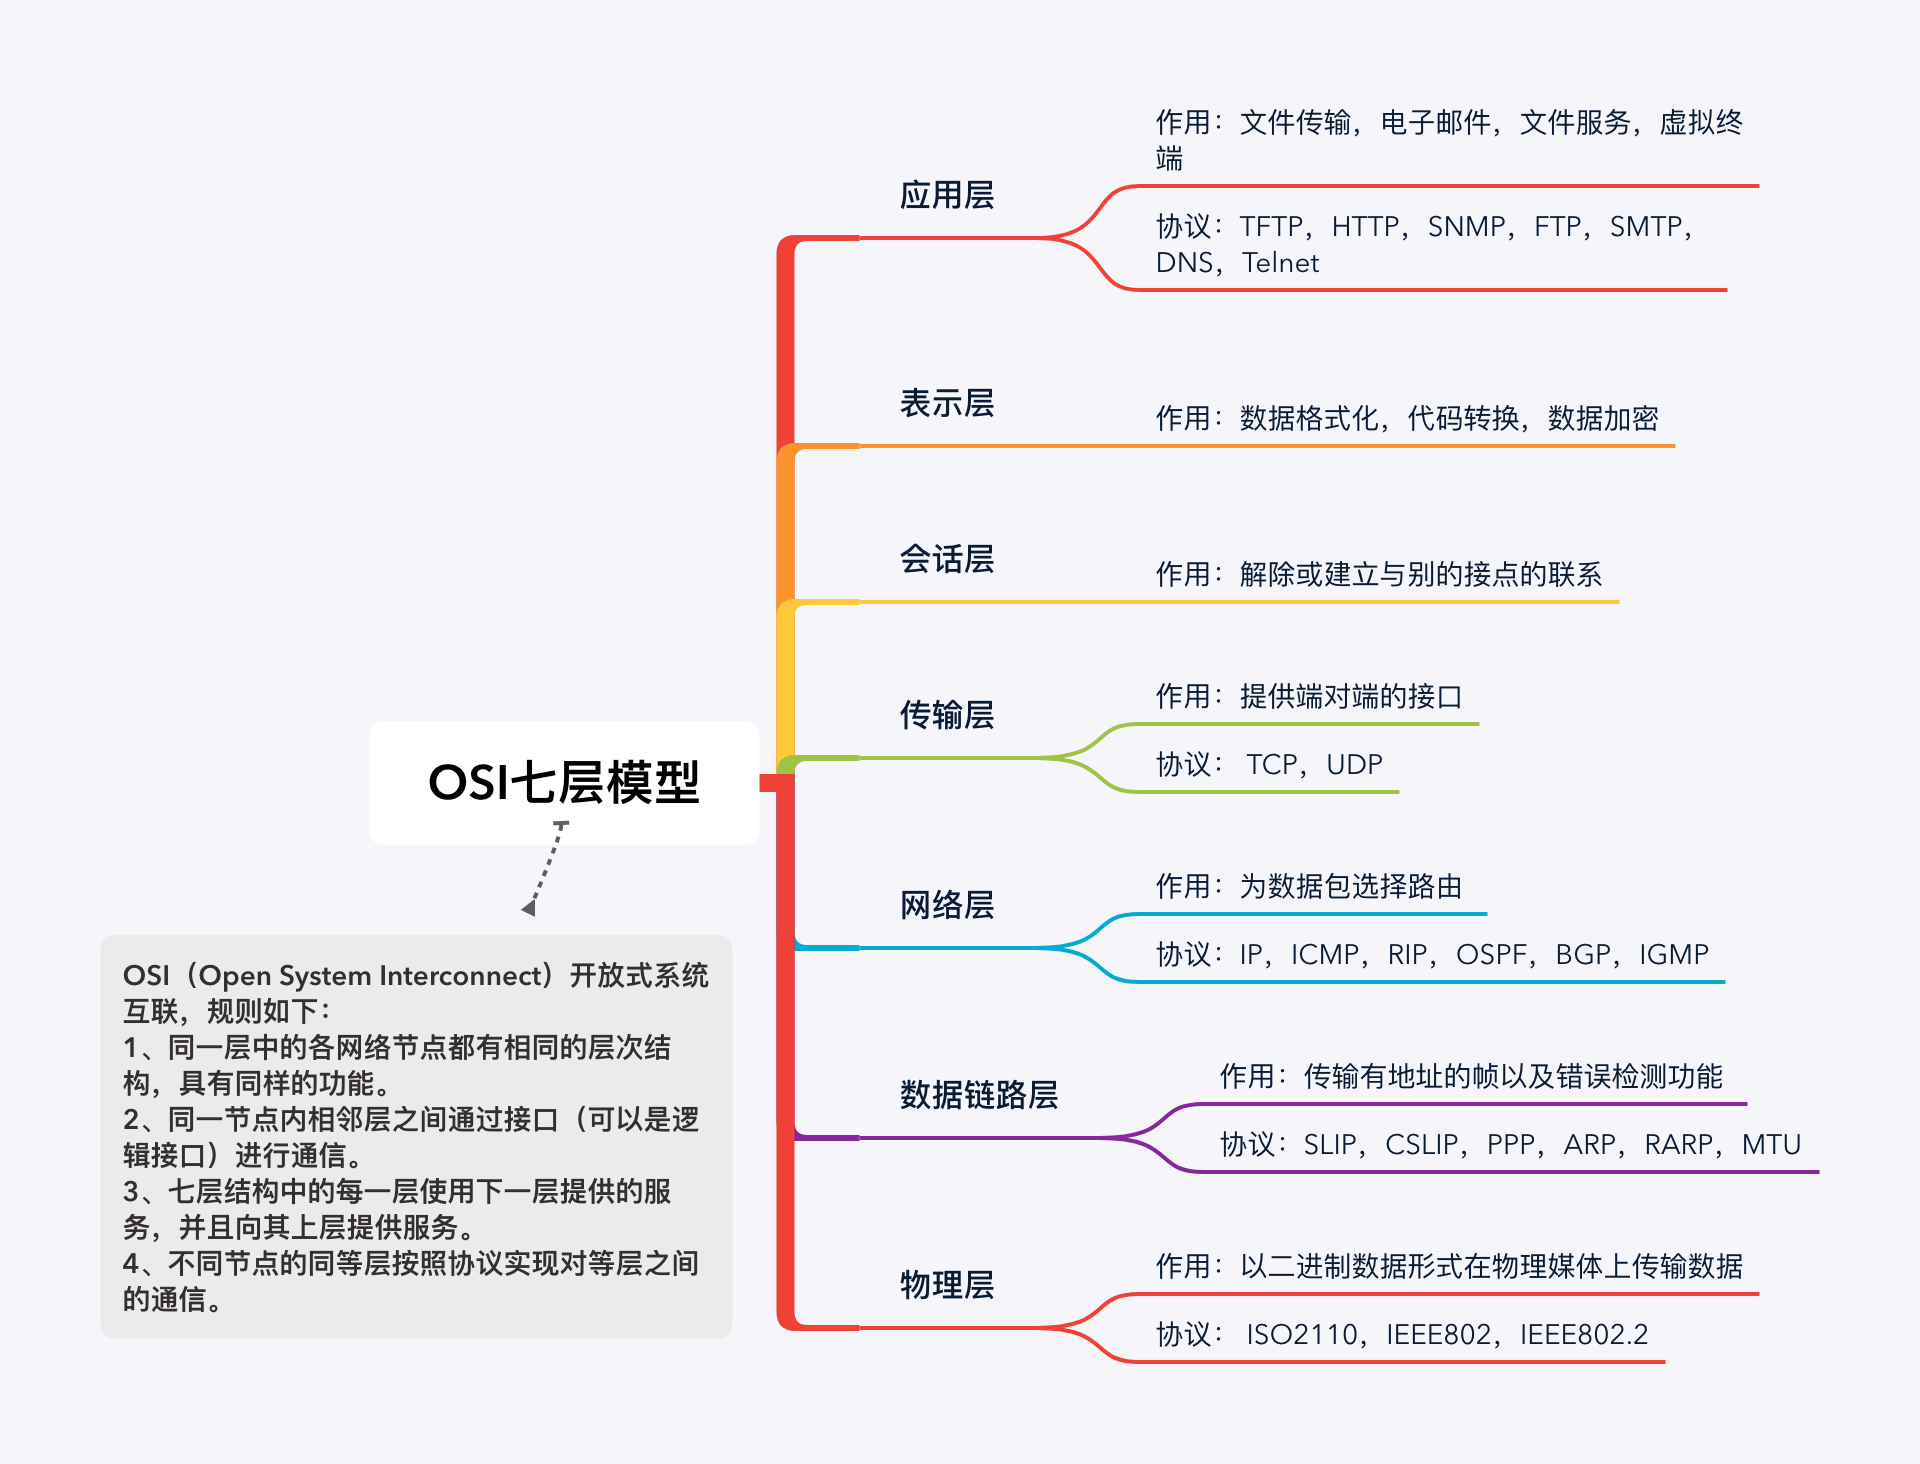 OSI七层模型
OSI（Open System Interconnect）开放式系统
互联，规则如下：
1、同一层中的各网络节点都有相同的层次结
构，具有同样的功能。
2、同一节点内相邻层之间通过接口（可以是逻
辑接口）进行通信。
3、七层结构中的每一层使用下一层提供的服
务，并且向其上层提供服务。
4、不同节点的同等层按照协议实现对等层之间
的通信。
应用层
作用：文件传输，电子邮件，文件服务，虚拟终
端
协议：TFTP，HTTP，SNMP，FTP，SMTP，
DNS，Telnet
表示层
作用：数据格式化，代码转换，数据加密
会话层
作用：解除或建立与别的接点的联系
传输层
作用：提供端对端的接口
协议： TCP，UDP
网络层
作用：为数据包选择路由
协议：IP，ICMP，RIP，OSPF，BGP，IGMP
数据链路层
作用：传输有地址的帧以及错误检测功能
协议：SLIP，CSLIP，PPP，ARP，RARP，MTU
物理层
作用：以二进制数据形式在物理媒体上传输数据
协议： ISO2110，IEEE802，IEEE802.2